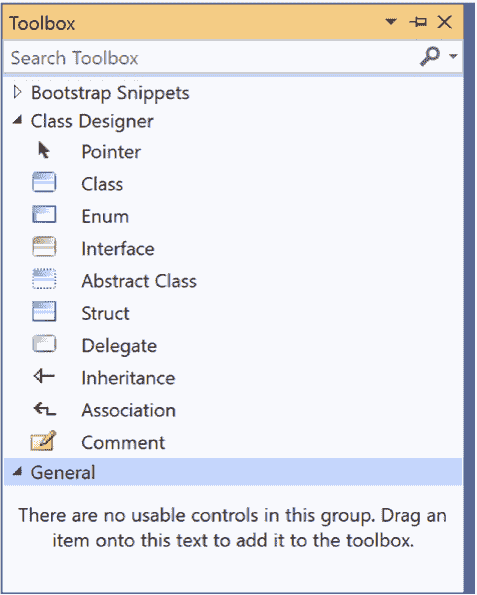 Toolbox
Search Toolbox
Bootstrap Snippets
Class Designer
Pointer
Class
Enum
Interface
Abstract Class
Struct
Delegate
Inheritance
Association
Comment
General
There are no usable controls in this group. Drag an
item onto this text to add it to the toolbox.